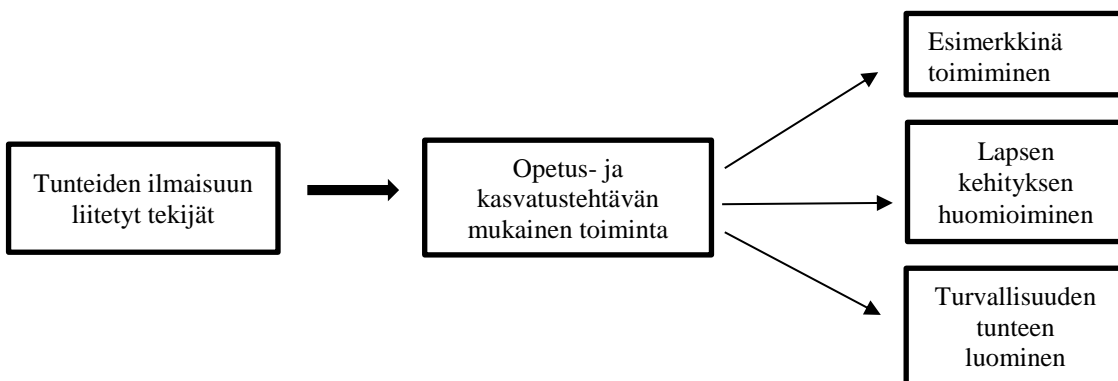 Tunteiden ilmaisuun
liitetyt tekijät
Opetus- ja
kasvatustehtävän
mukainen toiminta
Esimerkkinä
toimiminen
Lapsen
kehityksen
huomioiminen
Turvallisuuden
tunteen
luominen